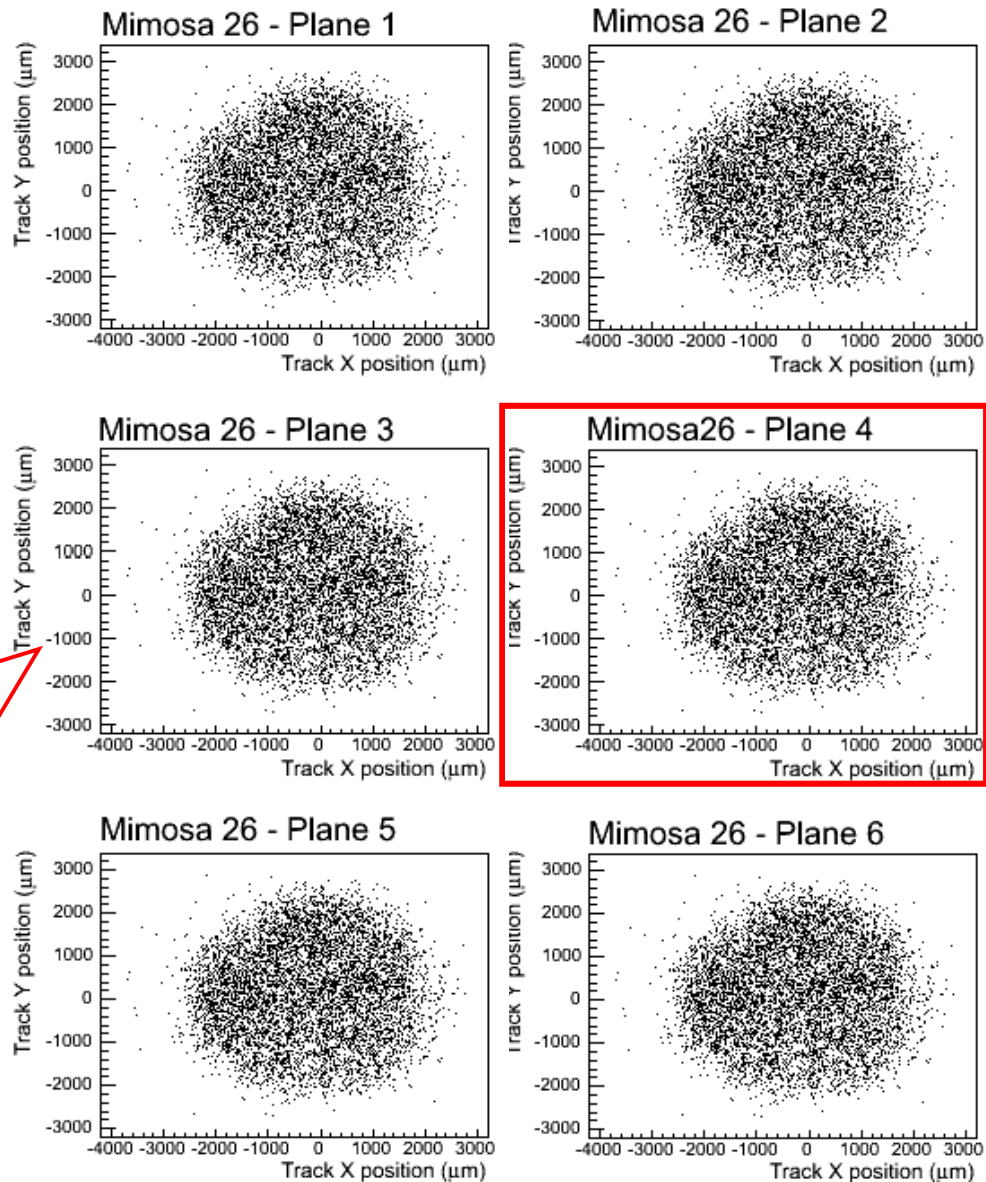 Mimosa 26 - Plane 1
Track Y position (μm)
3000
2000
1000
0
-1000
-2000
-3000
-4000 -3000 -2000 -1000 0 1000 2000 3000
Track X position (μm)
Mimosa 26 - Plane 2
Track Y position (μm)
3000
2000
1000
0
-1000
-2000
-3000
-4000 -3000 -2000 -1000 0 1000 2000 3000
Track X position (μm)
Mimosa 26 - Plane 3
Track Y position (μm)
3000
2000
1000
0
-1000
-2000
-3000
-4000 -3000 -2000 -1000 0 1000 2000 3000
Track X position (μm)
Mimosa26 - Plane 4
Track Y position (μm)
3000
2000
1000
0
-1000
-2000
-3000
-4000 -3000 -2000 -1000 0 1000 2000 3000
Track X position (μm)
Mimosa 26 - Plane 5
Track Y position (μm)
3000
2000
1000
0
-1000
-2000
-3000
-4000 -3000 -2000 -1000 0 1000 2000 3000
Track X position (μm)
Mimosa 26 - Plane 6
Track Y position (μm)
3000
2000
1000
0
-1000
-2000
-3000
-4000 -3000 -2000 -1000 0 1000 2000 3000
Track X position (μm)